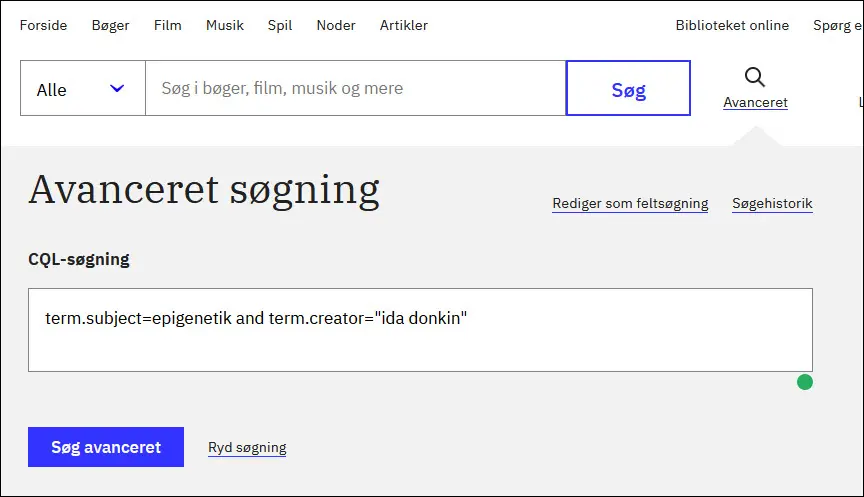 Forside Bøger Film Musik Spil Noder Artikler Biblioteket online Spørg
Alle Søg i bøger, film, musik og mere Søg Avanceret
Avanceret søgning
Rediger som feltsøgning Søgehistorik
CQL-søgning
term.subject=epigenetik and term.creator="ida donkin"
Søg avanceret Ryd søgning